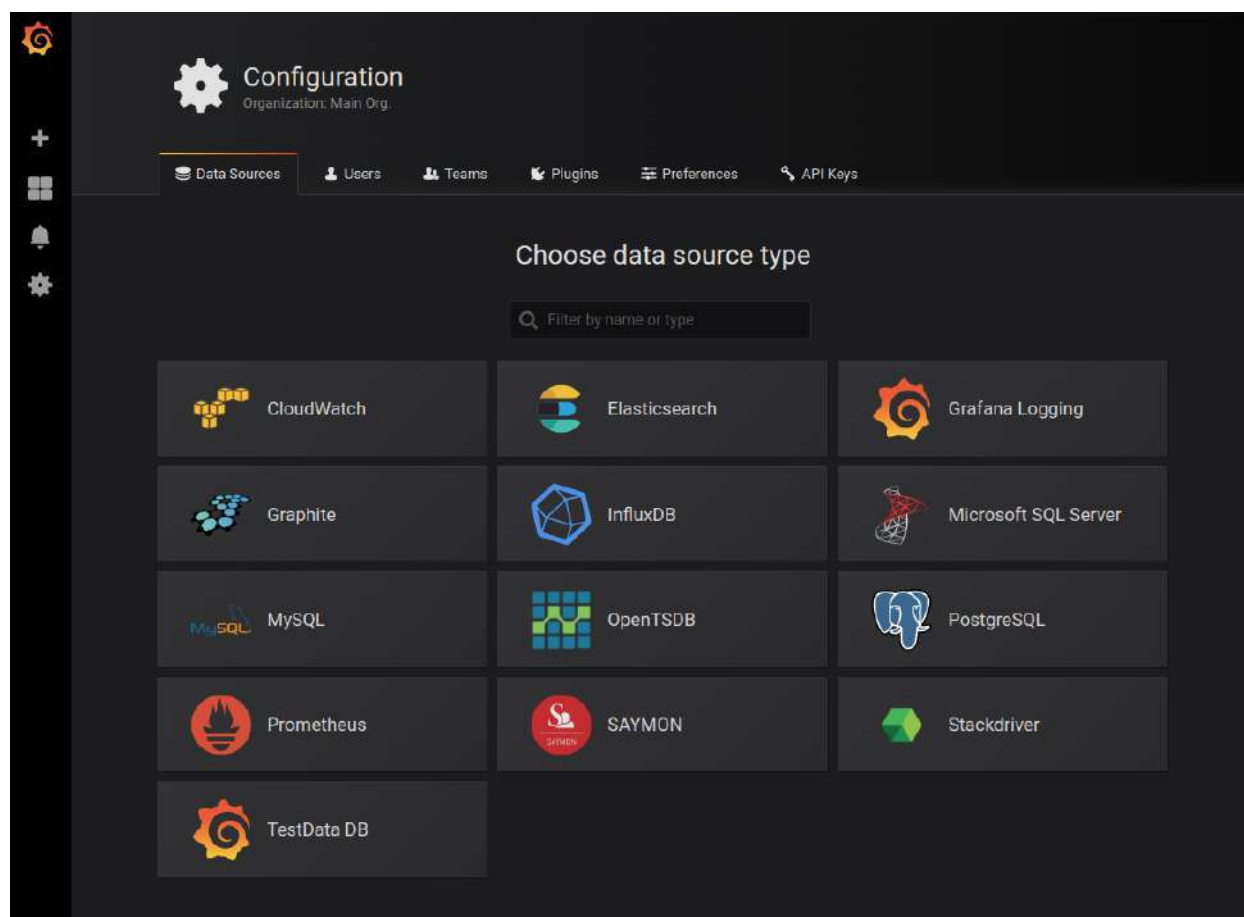 Configuration
Organization: Main Org.
Data Sources Users Teams Plugins Preferences API Keys
Choose data source type
Filter by name or type
CloudWatch Elasticsearch Grafana Logging
Graphite InfluxDB Microsoft SQL Server
MySQL MySQL OpenTSDB PostgreSQL
Prometheus SAYMON SAYMON Stackdriver
TestData DB